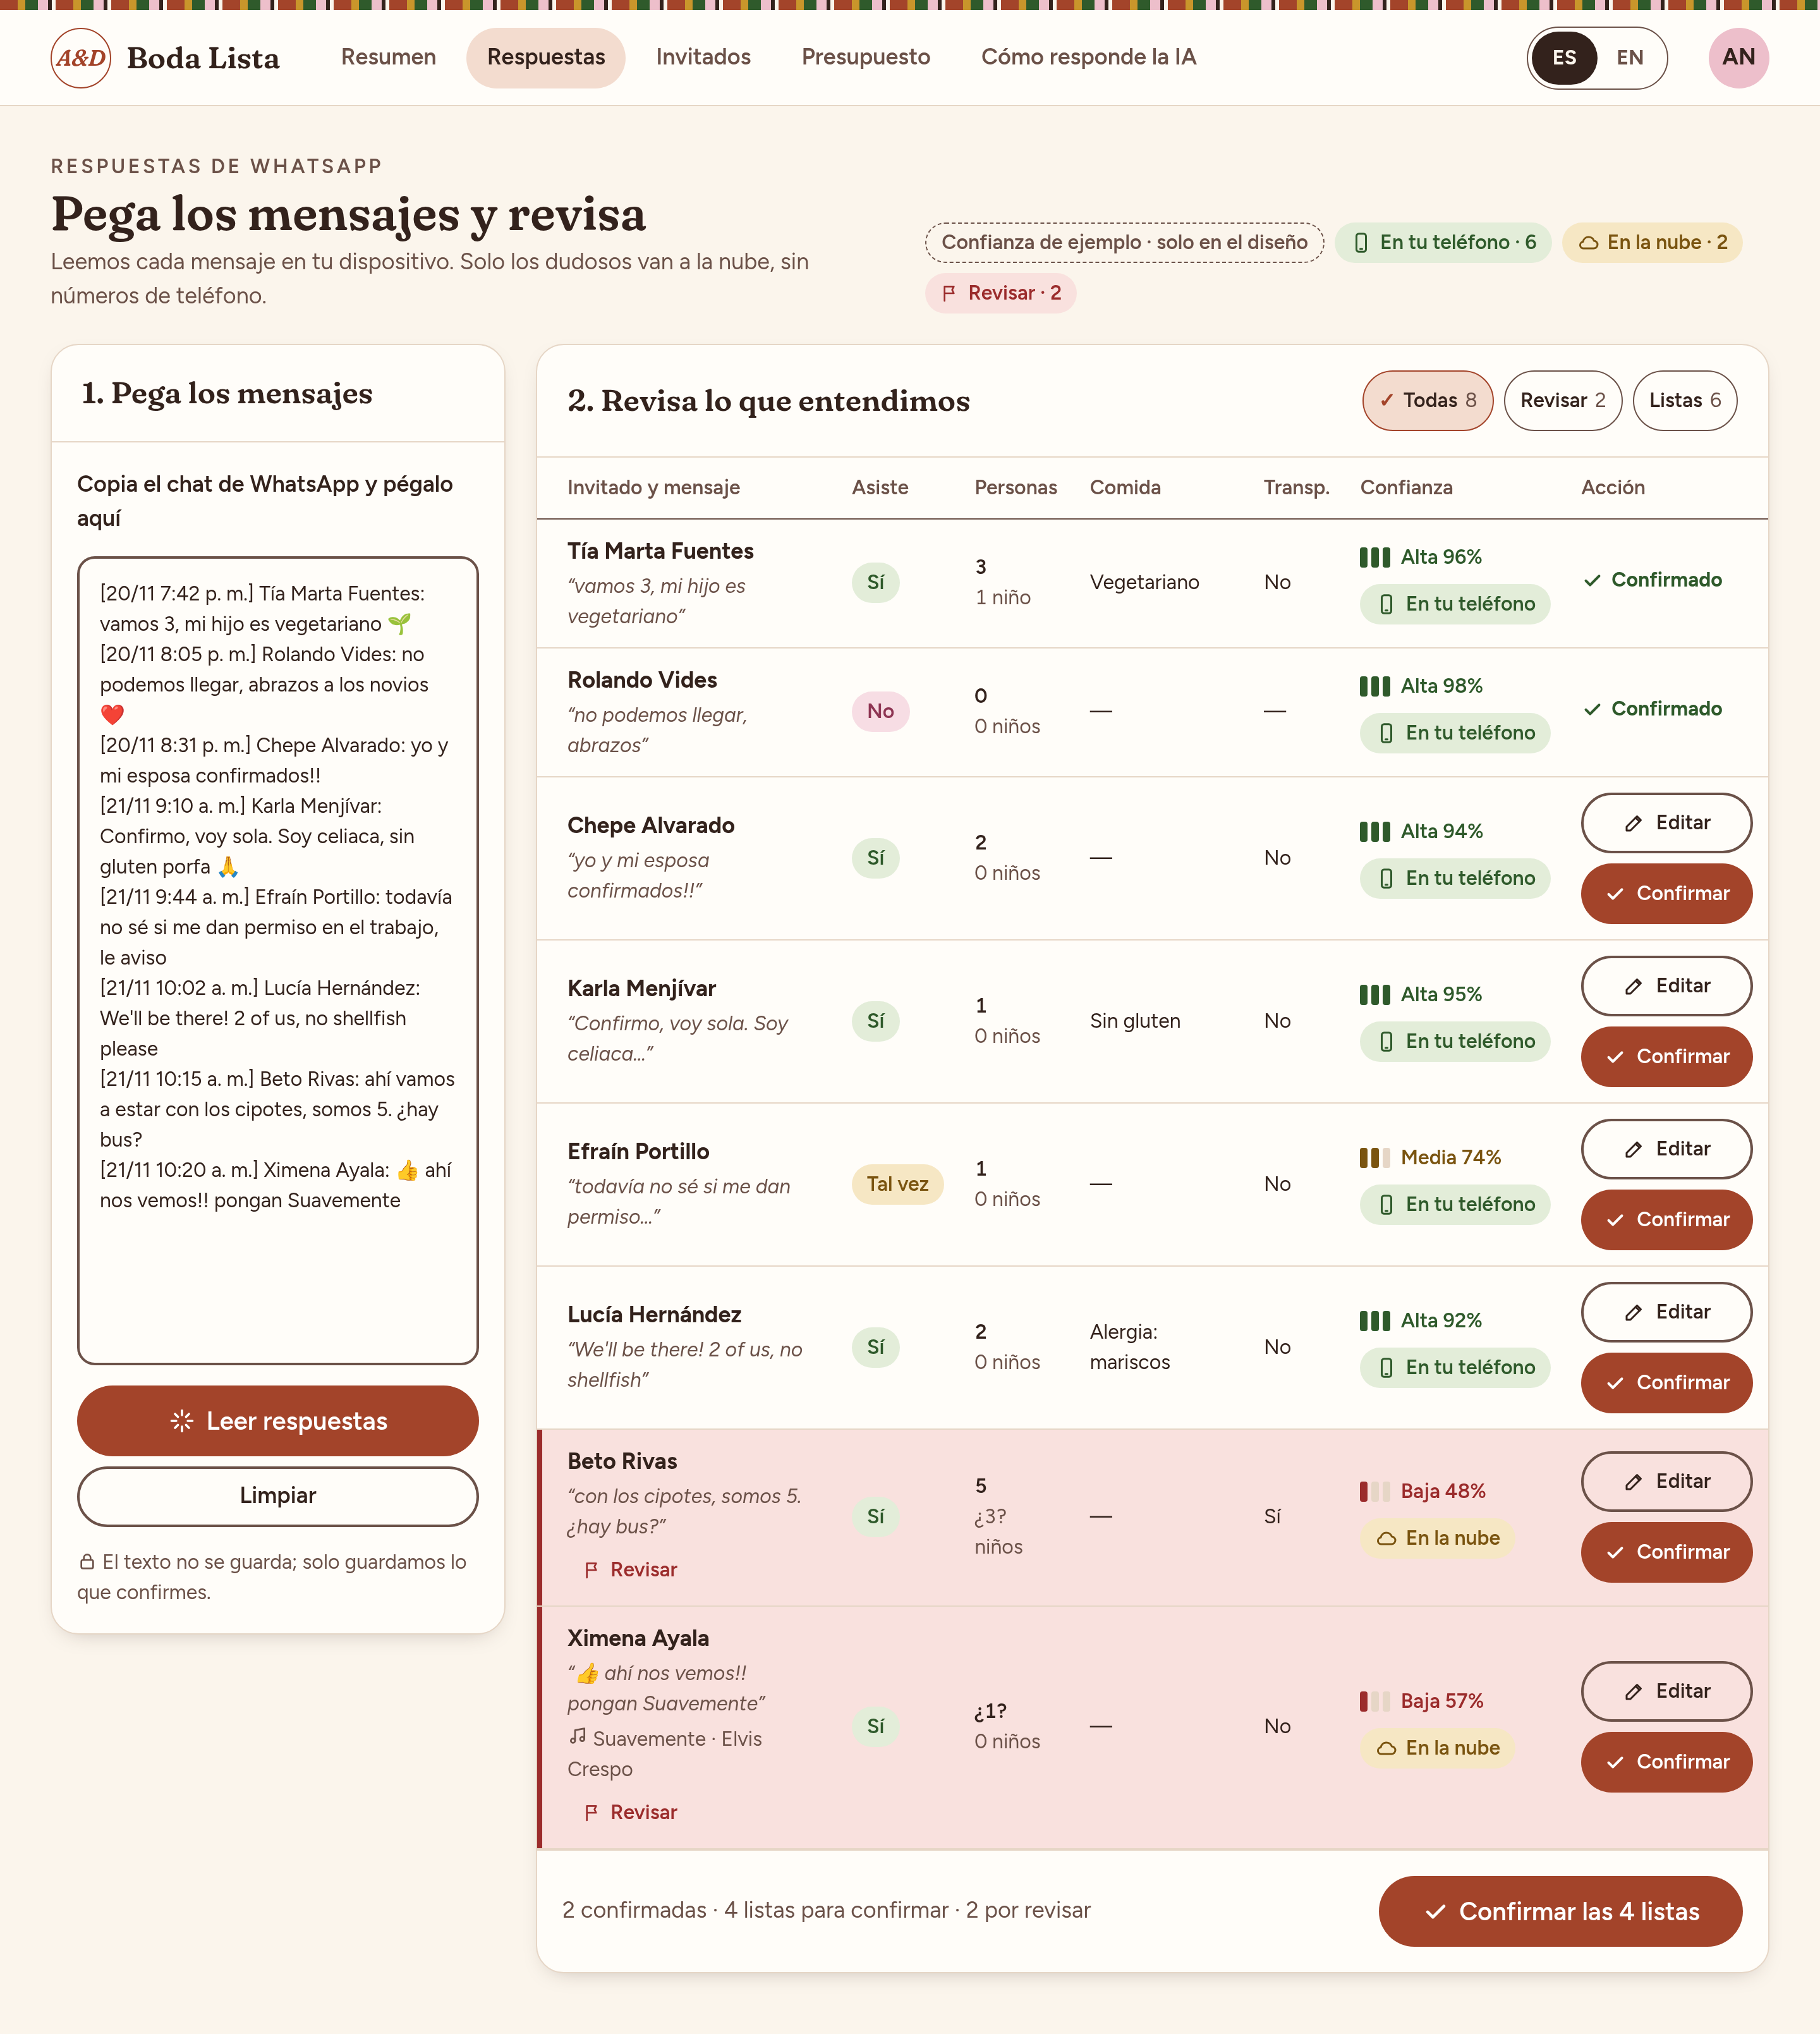 A&D Boda Lista Resumen Respuestas Invitados Presupuesto Cómo responde la IA ES EN AN
RESPUESTAS DE WHATSAPP
Pega los mensajes y revisa
Leemos cada mensaje en tu dispositivo. Solo los dudosos van a la nube, sin
números de teléfono.
Confianza de ejemplo · solo en el diseño En tu teléfono · 6 En la nube · 2
Revisar · 2
1. Pega los mensajes
Copia el chat de WhatsApp y pégalo
aquí
[20/11 7:42 p. m.] Tía Marta Fuentes:
vamos 3, mi hijo es vegetariano 🌱
[20/11 8:05 p. m.] Rolando Vides: no
podemos llegar, abrazos a los novios
❤️
[20/11 8:31 p. m.] Chepe Alvarado: yo y
mi esposa confirmados!!
[21/11 9:10 a. m.] Karla Menjívar:
Confirmo, voy sola. Soy celiaca, sin
gluten porfa 🙏
[21/11 9:44 a. m.] Efraín Portillo: todavía
no sé si me dan permiso en el trabajo,
le aviso
[21/11 10:02 a. m.] Lucía Hernández:
We'll be there! 2 of us, no shellfish
please
[21/11 10:15 a. m.] Beto Rivas: ahí vamos
a estar con los cipotes, somos 5. ¿hay
bus?
[21/11 10:20 a. m.] Ximena Ayala: 👍 ahí
nos vemos!! pongan Suavemente
Leer respuestas
Limpiar
El texto no se guarda; solo guardamos lo
que confirmes.
2. Revisa lo que entendimos
✓ Todas 8 Revisar 2 Listas 6
Invitado y mensaje Asiste Personas Comida Transp. Confianza Acción
Tía Marta Fuentes
“vamos 3, mi hijo es
vegetariano”
Sí
3
1 niño
Vegetariano
No
Alta 96%
En tu teléfono
Confirmado
Rolando Vides
“no podemos llegar,
abrazos”
No
0
0 niños
—
—
Alta 98%
En tu teléfono
Confirmado
Chepe Alvarado
“yo y mi esposa
confirmados!!”
Sí
2
0 niños
—
No
Alta 94%
En tu teléfono
Editar
Confirmar
Karla Menjívar
“Confirmo, voy sola. Soy
celiaca…”
Sí
1
0 niños
Sin gluten
No
Alta 95%
En tu teléfono
Editar
Confirmar
Efraín Portillo
“todavía no sé si me dan
permiso…”
Tal vez
1
0 niños
—
No
Media 74%
En tu teléfono
Editar
Confirmar
Lucía Hernández
“We'll be there! 2 of us, no
shellfish”
Sí
2
0 niños
Alergia:
mariscos
No
Alta 92%
En tu teléfono
Editar
Confirmar
Beto Rivas
“con los cipotes, somos 5.
¿hay bus?”
Revisar
Sí
5
¿3?
niños
—
Sí
Baja 48%
En la nube
Editar
Confirmar
Ximena Ayala
“👍 ahí nos vemos!!
pongan Suavemente”
Suavemente · Elvis
Crespo
Revisar
Sí
¿1?
0 niños
—
No
Baja 57%
En la nube
Editar
Confirmar
2 confirmadas · 4 listas para confirmar · 2 por revisar
Confirmar las 4 listas